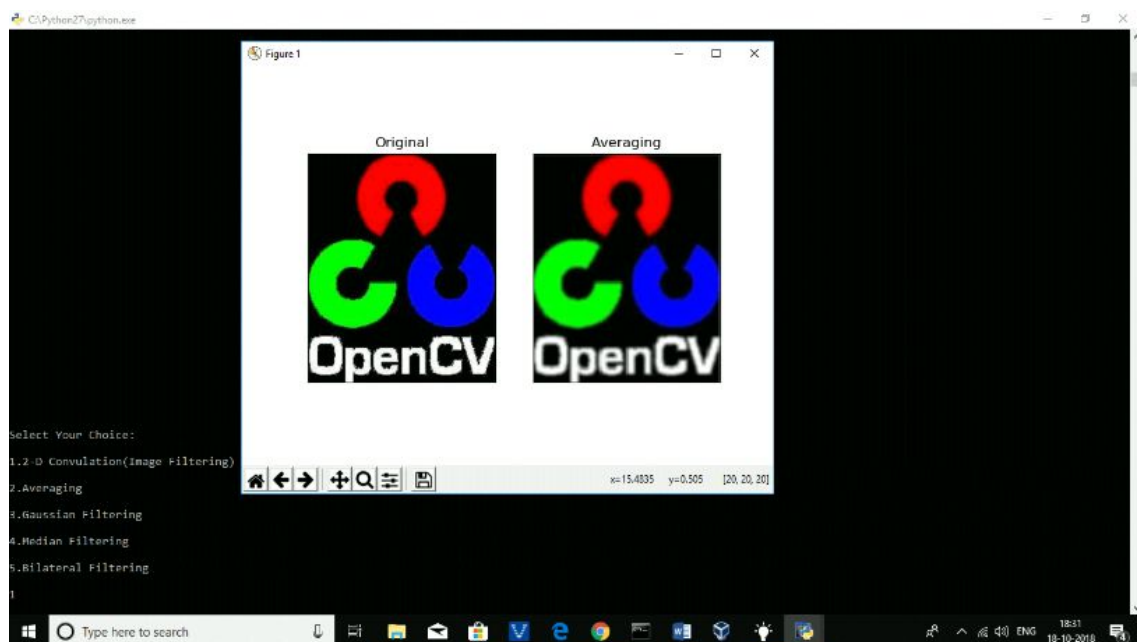 C:\Python27\python.exe
Figure 1
Original
Averaging
OpenCV
OpenCV
Select Your Choice:
1.2-D Convulation(Image Filtering)
2.Averaging
3.Gaussian Filtering
4.Median Filtering
5.Bilateral Filtering
1
x=15.4835 y=0.505 [20, 20, 20]
Type here to search
ENG
18:31
18-10-2018
4